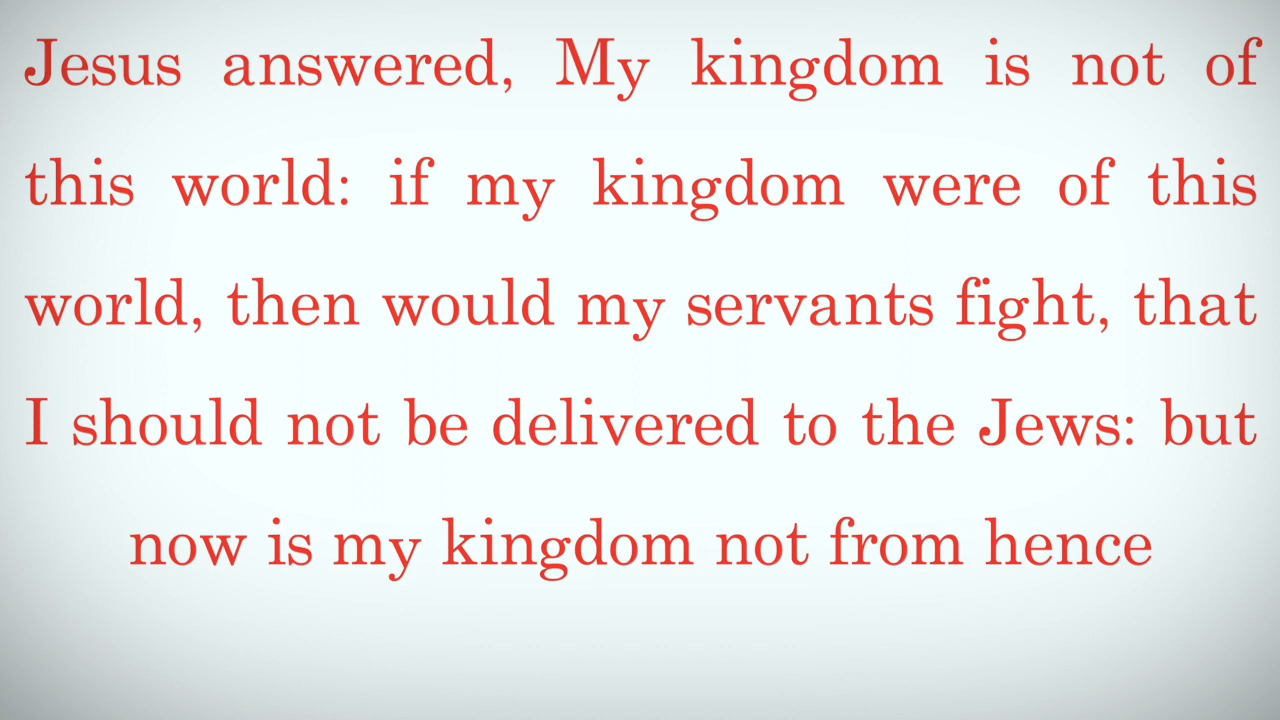 Jesus answered, My kingdom is not of
this world: if my kingdom were of this
world, then would my servants fight, that
I should not be delivered to the Jews: but
now is my kingdom not from hence